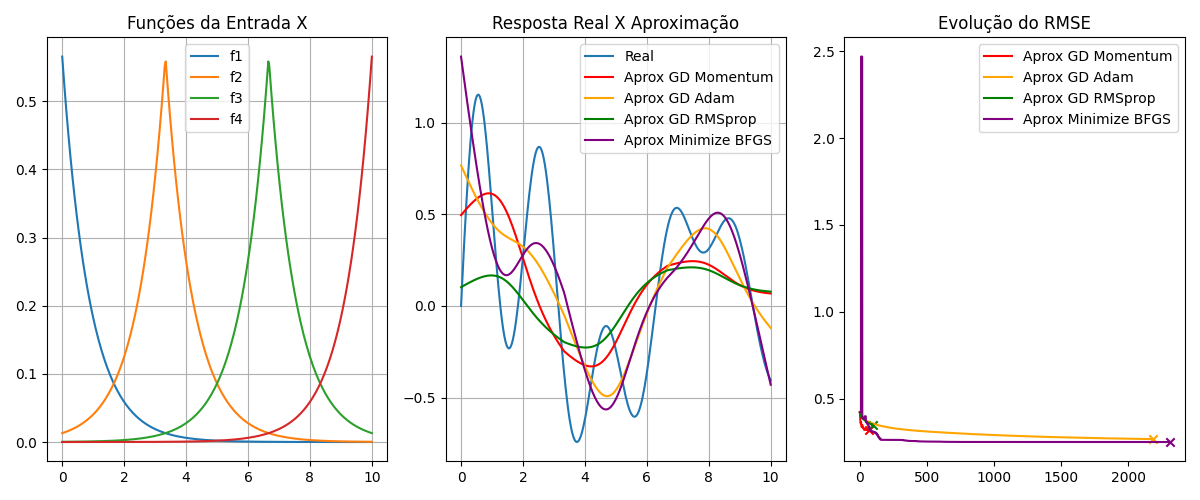 Funções da Entrada X
f1
f2
f3
f4
0.5
0.4
0.3
0.2
0.1
0.0
0 2 4 6 8 10
Resposta Real X Aproximação
Real
Aprox GD Momentum
Aprox GD Adam
Aprox GD RMSprop
Aprox Minimize BFGS
1.0
0.5
0.0
−0.5
0 2 4 6 8 10
Evolução do RMSE
Aprox GD Momentum
Aprox GD Adam
Aprox GD RMSprop
Aprox Minimize BFGS
2.5
2.0
1.5
1.0
0.5
0 500 1000 1500 2000